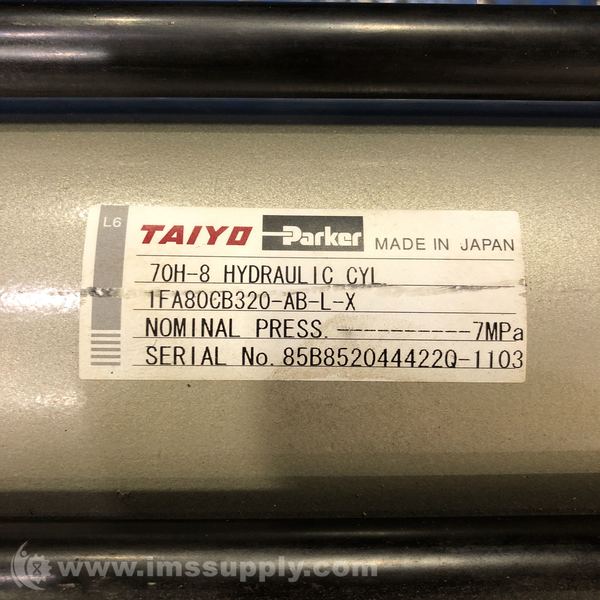 L6
TAIYO Parker MADE IN JAPAN
70H-8 HYDRAULIC CYL
1FA80CB320-AB-L-X
NOMINAL PRESS.-----------7MPa
SERIAL No. 85B852044422Q-1103
www.imssupply.com